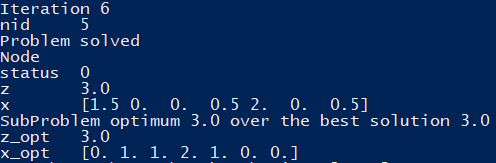 Iteration 6
nid     5
Problem solved
Node
status  0
z       3.0
x       [1.5 0.  0.  0.5 2.  0.  0.5]
SubProblem optimum 3.0 over the best solution 3.0
z_opt   3.0
x_opt   [0. 1. 1. 2. 1. 0. 0.]